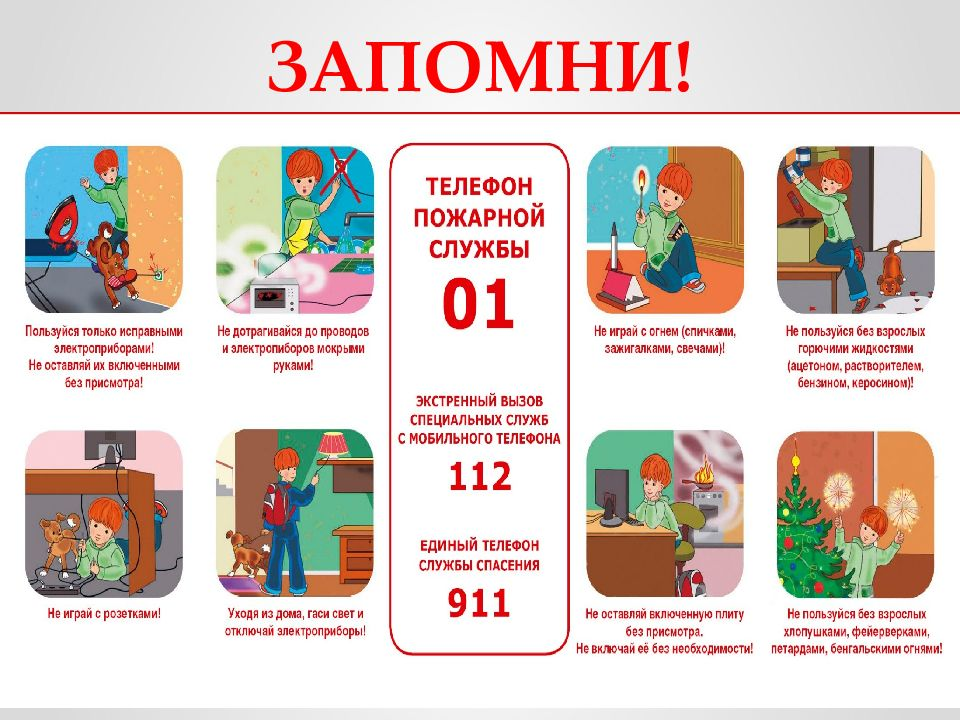 ЗАПОМНИ!
Пользуйся только исправными
электроприборами!
Не оставляй их включенными
без присмотра!
Не дотрагивайся до проводов
и электропиборов мокрыми
руками!
ТЕЛЕФОН
ПОЖАРНОЙ
СЛУЖБЫ
01
ЭКСТРЕННЫЙ ВЫЗОВ
СПЕЦИАЛЬНЫХ СЛУЖБ
С МОБИЛЬНОГО ТЕЛЕФОНА
112
ЕДИНЫЙ ТЕЛЕФОН
СЛУЖБЫ СПАСЕНИЯ
911
Не играй с огнем (спичками,
зажигалками, свечами)!
Не пользуйся без взрослых
горючими жидкостями
(ацетоном, растворителем,
бензином, керосином)!
Не играй с розетками!
Уходя из дома, гаси свет и
отключай электроприборы!
Не оставляй включенную плиту
без присмотра.
Не включай её без необходимости!
Не пользуйся без взрослых
хлопушками, фейерверками,
петардами, бенгальскими огнями!